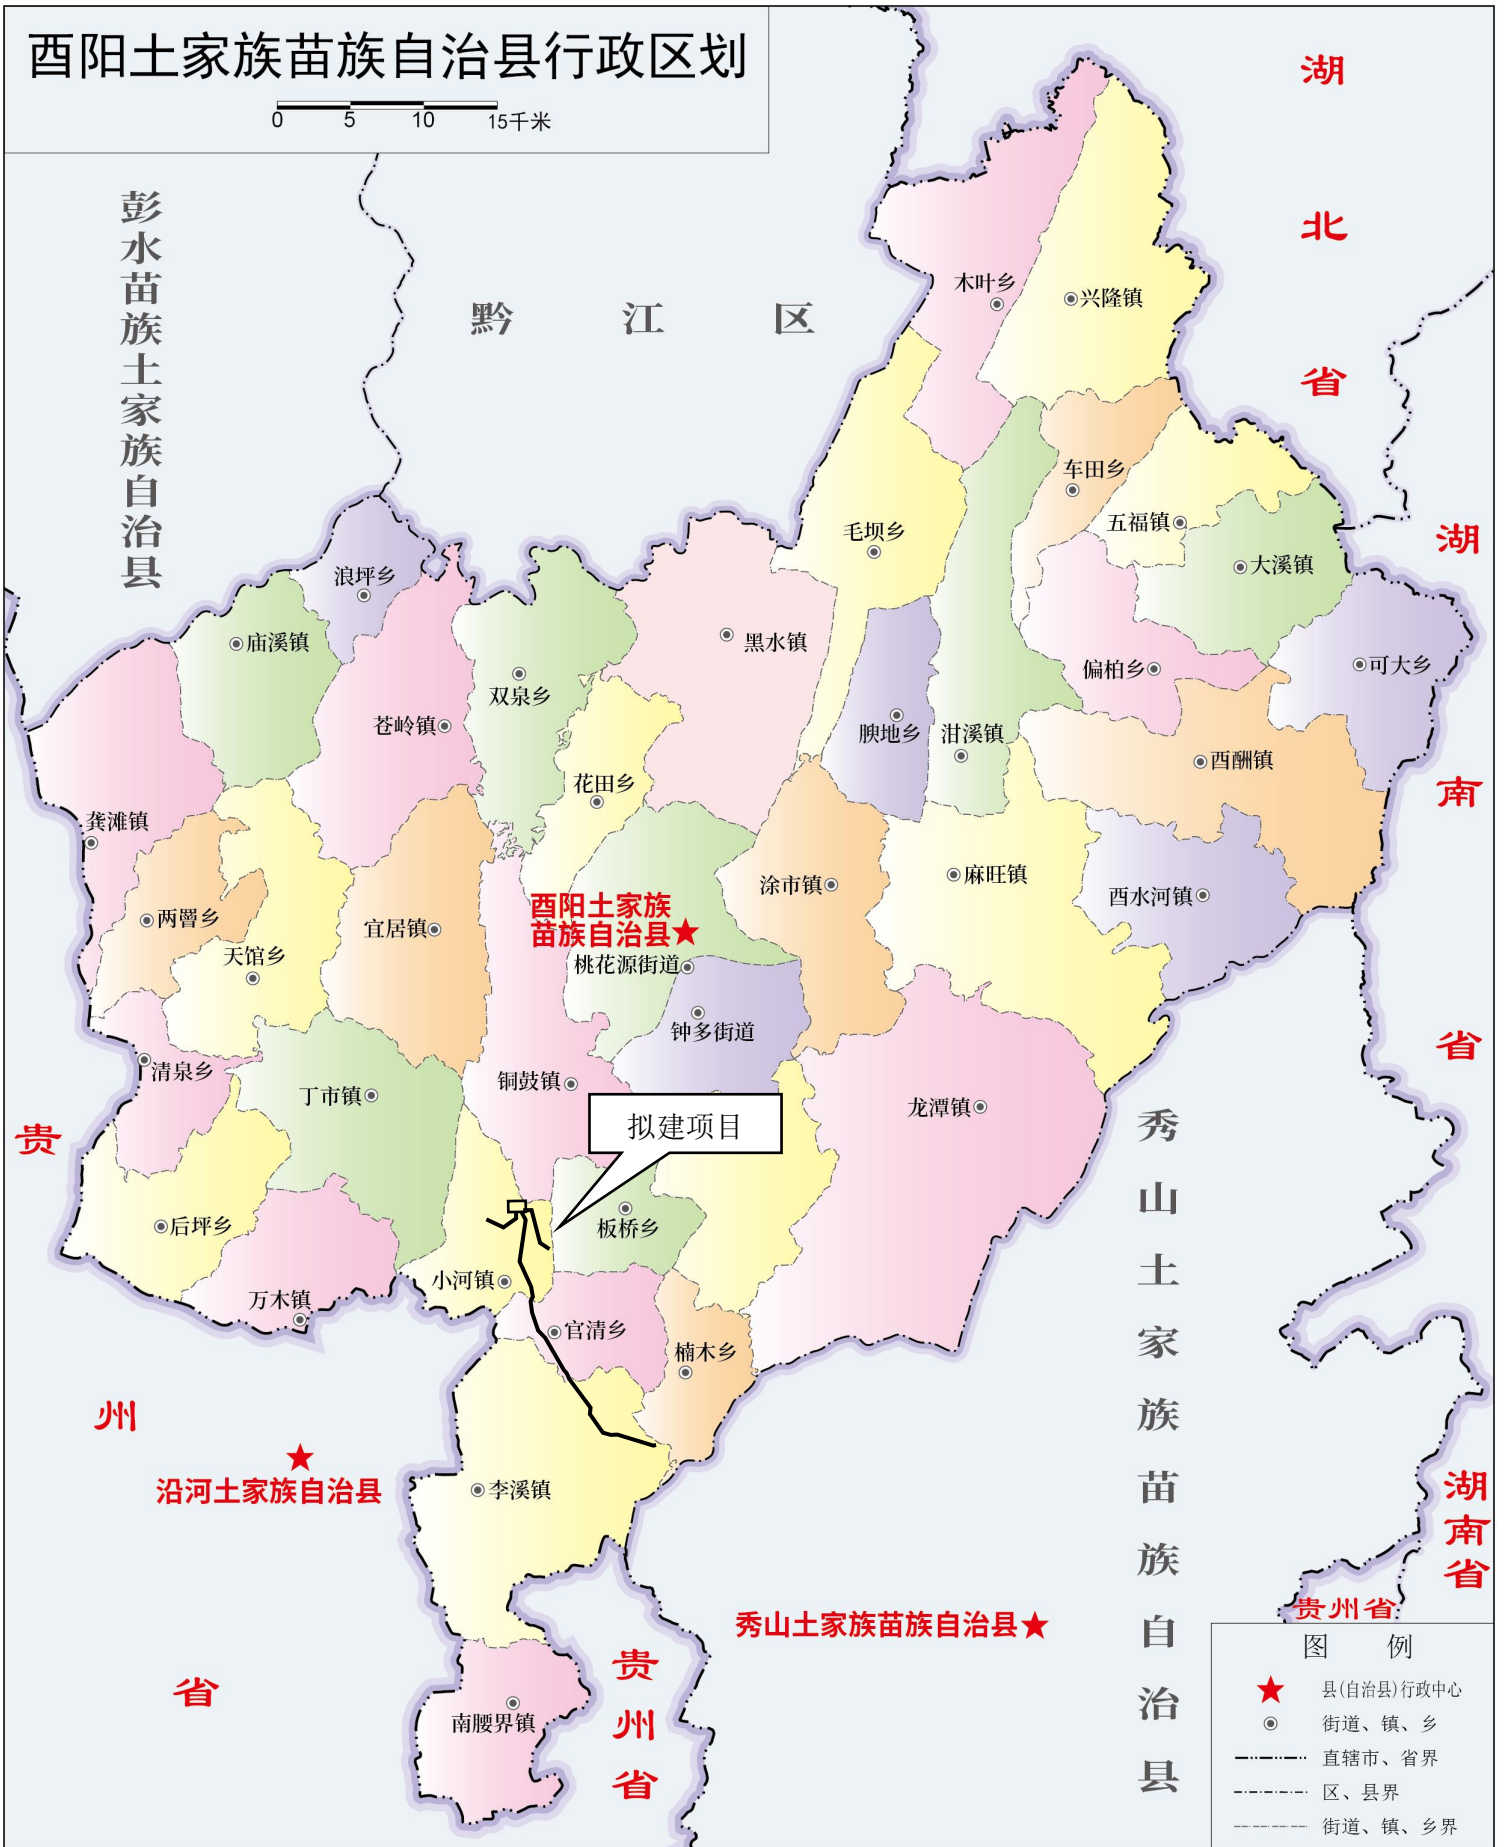 酉阳土家族苗族自治县行政区划
0 5 10 15千米
彭水苗族土家族自治县
黔江区
湖北省
湖南省
木叶乡
兴隆镇
车田乡
五福镇
毛坝乡
大溪镇
浪坪乡
庙溪镇
黑水镇
双泉乡
偏柏乡
可大乡
苍岭镇
腴地乡
泔溪镇
酉酬镇
花田乡
龚滩镇
涂市镇
麻旺镇
酉水河镇
两罾乡
宜居镇
酉阳土家族
苗族自治县
天馆乡
桃花源街道
钟多街道
清泉乡
丁市镇
铜鼓镇
龙潭镇
拟建项目
贵州省
后坪乡
板桥乡
小河镇
万木镇
官清乡
楠木乡
秀山土家族苗族自治县
沿河土家族自治县
李溪镇
秀山土家族苗族自治县
南腰界镇
贵州省
湖南省
贵州省
图例
县(自治县)行政中心
街道、镇、乡
直辖市、省界
区、县界
街道、镇、乡界